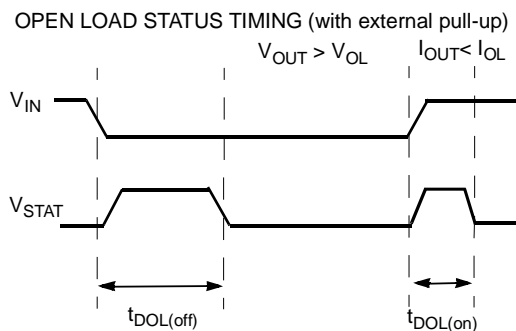 OPEN LOAD STATUS TIMING (with external pull-up)
VOUT > VOL
IOUT< IOL
VIN
VSTAT
tDOL(off)
tDOL(on)